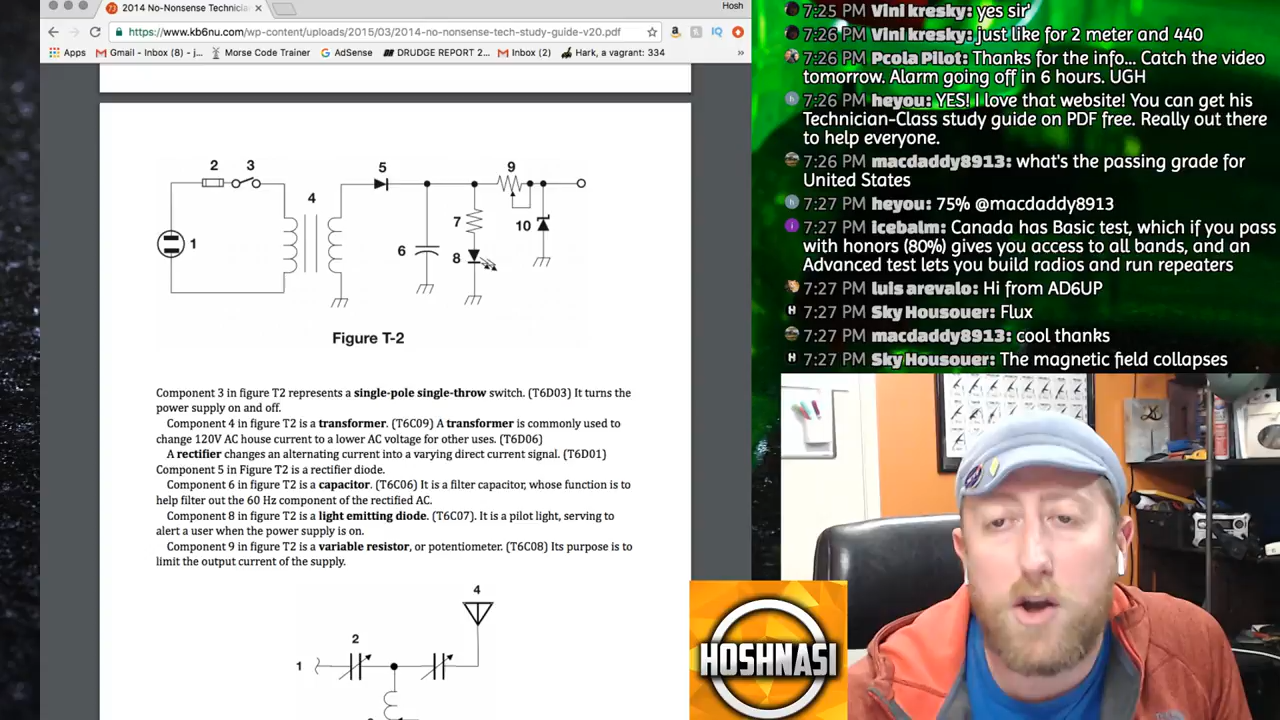 2014 No-Nonsense Technicia
Hosh
https://www.kb6nu.com/wp-content/uploads/2015/03/2014-no-nonsense-tech-study-guide-v20.pdf
Apps
Gmail - Inbox (8) - j...
Morse Code Trainer
AdSense
DRUDGE REPORT 2...
Inbox (2)
Hark, a vagrant: 334
»
1
2
3
4
5
6
7
8
9
10
Figure T-2
Component 3 in figure T2 represents a single-pole single-throw switch. (T6D03) It turns the
power supply on and off.
Component 4 in figure T2 is a transformer. (T6C09) A transformer is commonly used to
change 120V AC house current to a lower AC voltage for other uses. (T6D06)
A rectifier changes an alternating current into a varying direct current signal. (T6D01)
Component 5 in Figure T2 is a rectifier diode.
Component 6 in figure T2 is a capacitor. (T6C06) It is a filter capacitor, whose function is to
help filter out the 60 Hz component of the rectified AC.
Component 8 in figure T2 is a light emitting diode. (T6C07). It is a pilot light, serving to
alert a user when the power supply is on.
Component 9 in figure T2 is a variable resistor, or potentiometer. (T6C08) Its purpose is to
limit the output current of the supply.
4
2
1
7:25 PM Vini kresky: yes sir'
7:26 PM Vini kresky: just like for 2 meter and 440
7:26 PM Pcola Pilot: Thanks for the info... Catch the video
tomorrow. Alarm going off in 6 hours. UGH
7:26 PM heyou: YES! I love that website! You can get his
Technician-Class study guide on PDF free. Really out there
to help everyone.
7:26 PM macdaddy8913: what's the passing grade for
United States
7:27 PM heyou: 75% @macdaddy8913
7:27 PM icebalm: Canada has Basic test, which if you pass
with honors (80%) gives you access to all bands, and an
Advanced test lets you build radios and run repeaters
7:27 PM luis arevalo: Hi from AD6UP
7:27 PM Sky Housouer: Flux
7:27 PM macdaddy8913: cool thanks
7:27 PM Sky Housouer: The magnetic field collapses
HOSHNASI